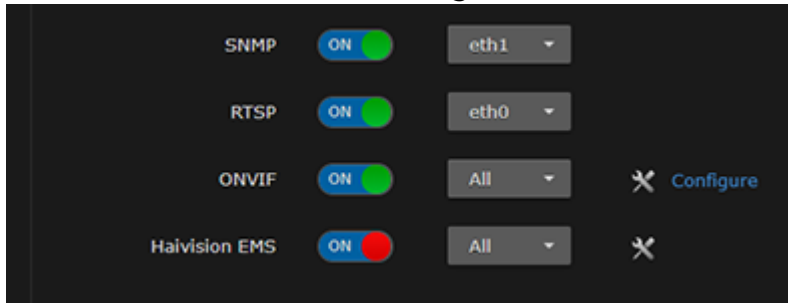 SNMP ON eth1
RTSP ON eth0
ONVIF ON All Configure
Haivision EMS ON All